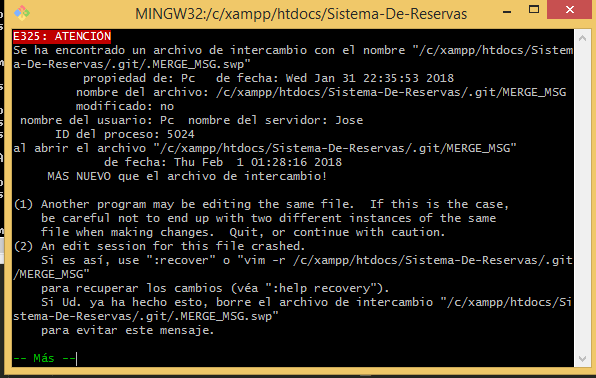 MINGW32:/c/xampp/htdocs/Sistema-De-Reservas
E325: ATENCIÓN
Se ha encontrado un archivo de intercambio con el nombre "/c/xampp/htdocs/Sistem
a-De-Reservas/.git/.MERGE_MSG.swp"
propiedad de: Pc de fecha: Wed Jan 31 22:35:53 2018
nombre del archivo: /c/xampp/htdocs/Sistema-De-Reservas/.git/MERGE_MSG
modificado: no
nombre del usuario: Pc nombre del servidor: Jose
ID del proceso: 5024
al abrir el archivo "/c/xampp/htdocs/Sistema-De-Reservas/.git/MERGE_MSG"
de fecha: Thu Feb 1 01:28:16 2018
MÁS NUEVO que el archivo de intercambio!
(1) Another program may be editing the same file. If this is the case,
be careful not to end up with two different instances of the same
file when making changes. Quit, or continue with caution.
(2) An edit session for this file crashed.
Si es así, use ":recover" o "vim -r /c/xampp/htdocs/Sistema-De-Reservas/.git
/MERGE_MSG"
para recuperar los cambios (véa ":help recovery").
Si Ud. ya ha hecho esto, borre el archivo de intercambio "/c/xampp/htdocs/Si
stema-De-Reservas/.git/.MERGE_MSG.swp"
para evitar este mensaje.
-- Más --